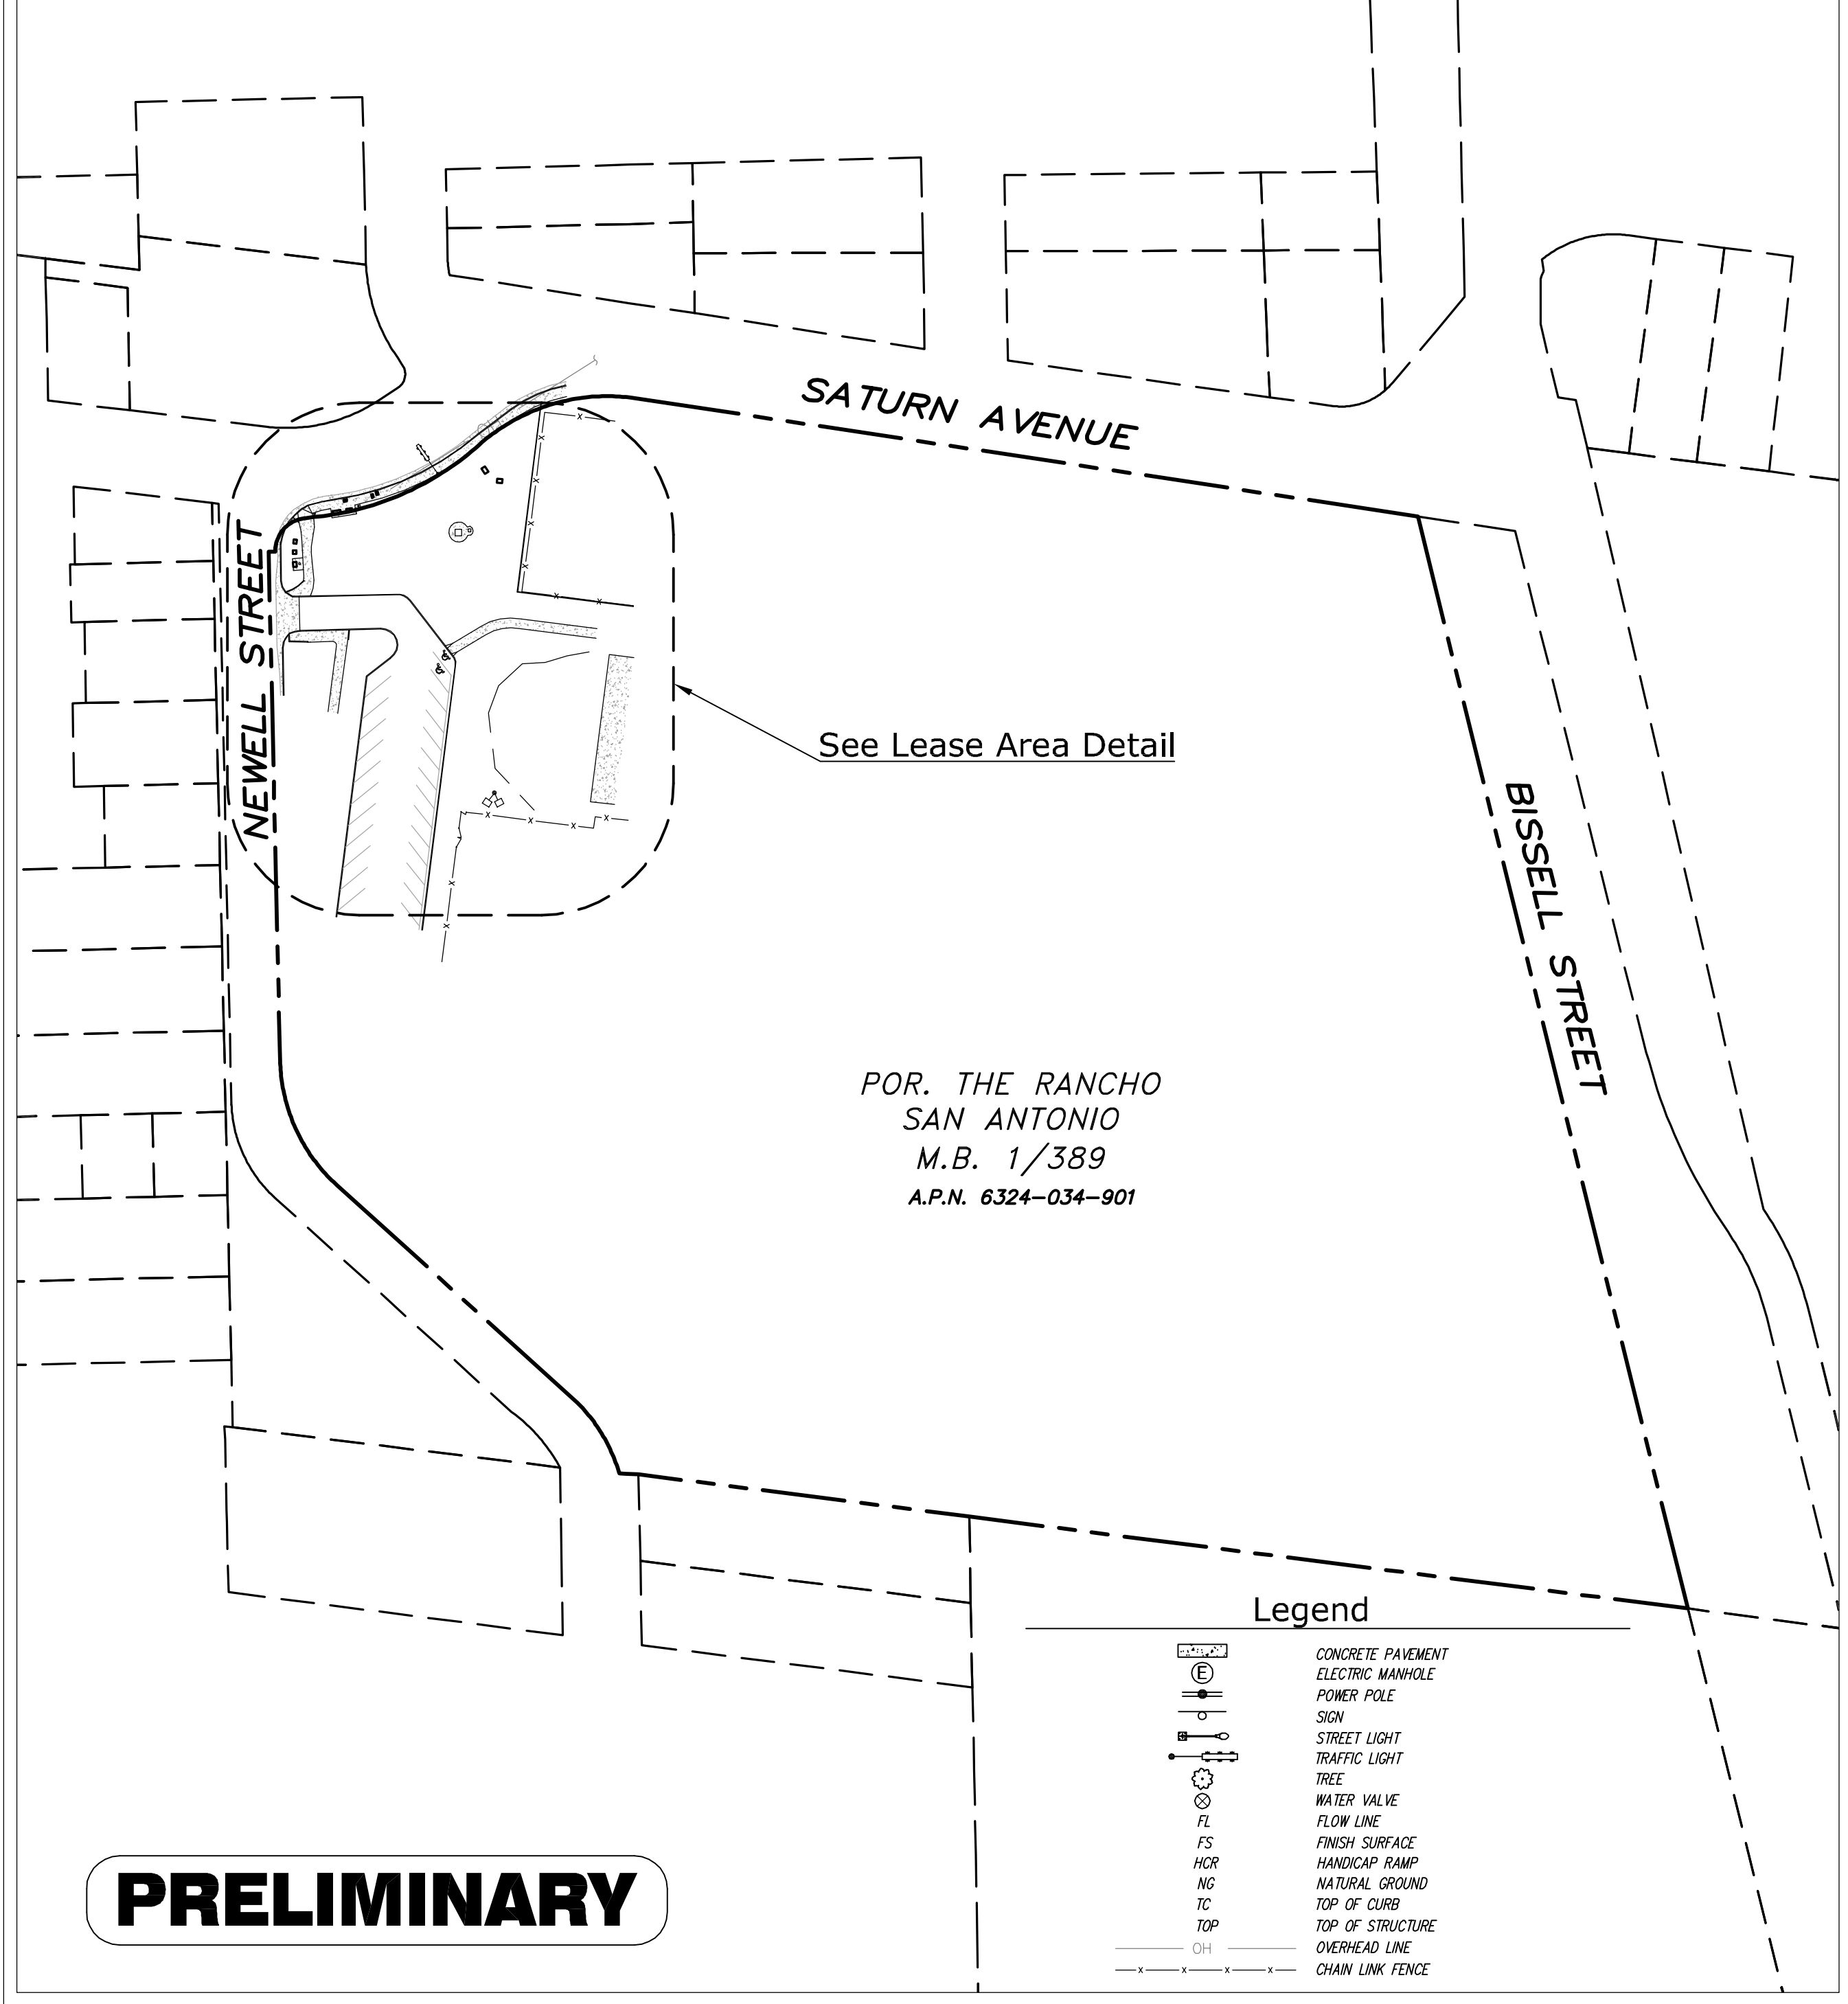 SATURN AVENUE
NEWELL STREET
See Lease Area Detail
BISSELL STREET
POR. THE RANCHO
SAN ANTONIO
M.B. 1/389
A.P.N. 6324-034-901
Legend
CONCRETE PAVEMENT
E ELECTRIC MANHOLE
POWER POLE
SIGN
STREET LIGHT
TRAFFIC LIGHT
TREE
WATER VALVE
FL FLOW LINE
FS FINISH SURFACE
HCR HANDICAP RAMP
NG NATURAL GROUND
TC TOP OF CURB
TOP TOP OF STRUCTURE
OH OVERHEAD LINE
CHAIN LINK FENCE
PRELIMINARY